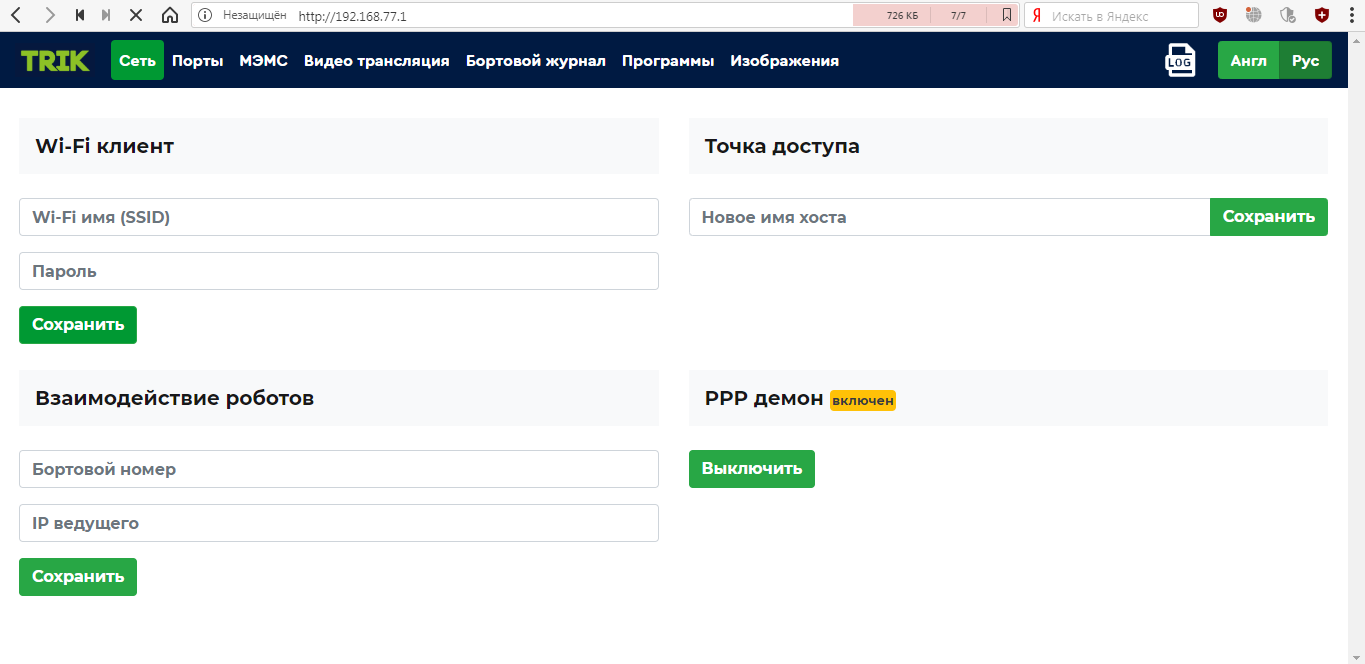 Незащищён http://192.168.77.1 726 КБ 7/7 Я Искать в Яндекс
TRIK Сеть Порты МЭМС Видео трансляция Бортовой журнал Программы Изображения LOG Англ Рус
Wi-Fi клиент
Точка доступа
Wi-Fi имя (SSID)
Новое имя хоста Сохранить
Пароль
Сохранить
Взаимодействие роботов
PPP демон включен
Бортовой номер
Выключить
IP ведущего
Сохранить